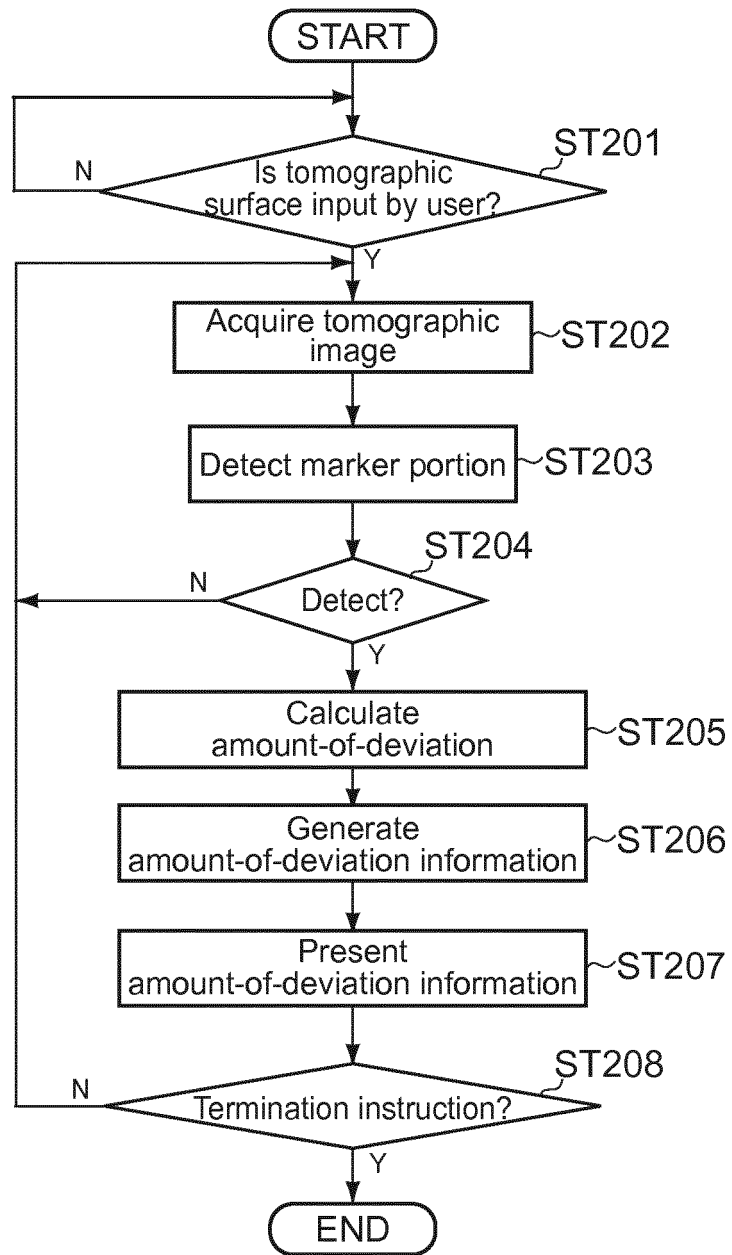 START
ST201
N
Is tomographic
surface input by user?
Y
Acquire tomographic
image
ST202
Detect marker portion
ST203
ST204
N
Detect?
Y
Calculate
amount-of-deviation
ST205
Generate
amount-of-deviation information
ST206
Present
amount-of-deviation information
ST207
ST208
N
Termination instruction?
Y
END